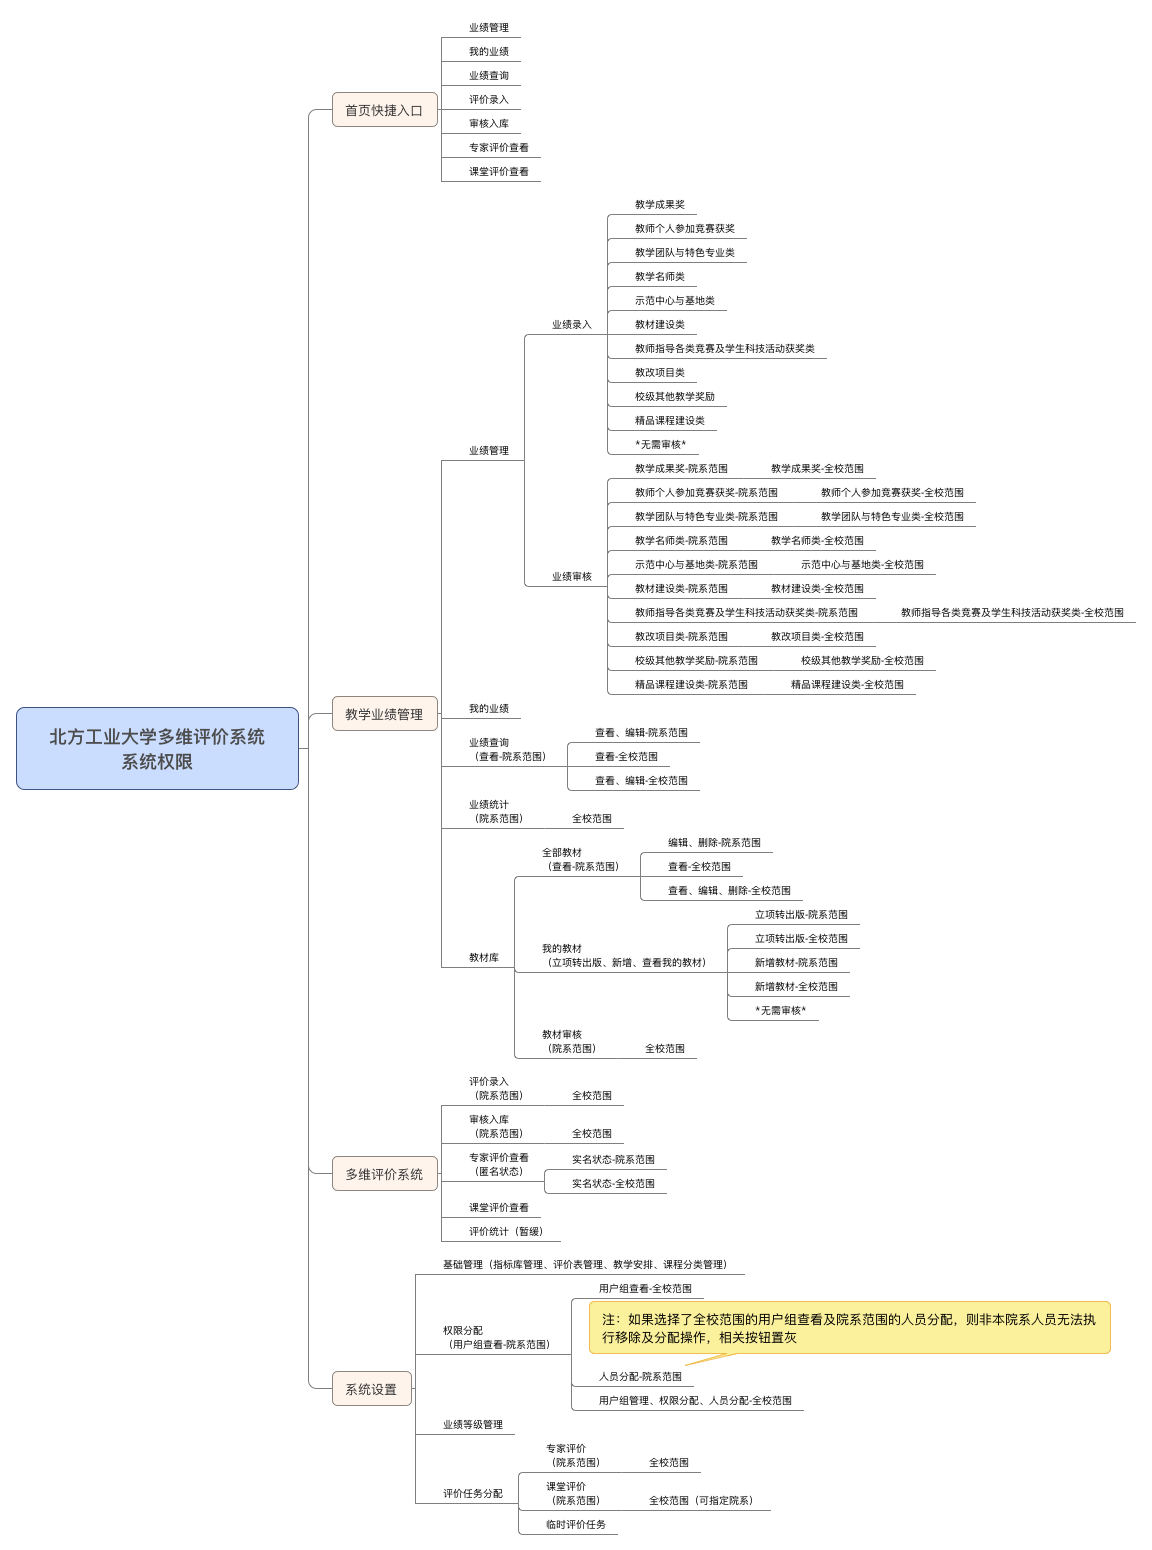 北方工业大学多维评价系统
系统权限
首页快捷入口
业绩管理
我的业绩
业绩查询
评价录入
审核入库
专家评价查看
课堂评价查看
教学业绩管理
业绩管理
业绩录入
教学成果奖
教师个人参加竞赛获奖
教学团队与特色专业类
教学名师类
示范中心与基地类
教材建设类
教师指导各类竞赛及学生科技活动获奖类
教改项目类
校级其他教学奖励
精品课程建设类
*无需审核*
业绩审核
教学成果奖-院系范围 教学成果奖-全校范围
教师个人参加竞赛获奖-院系范围 教师个人参加竞赛获奖-全校范围
教学团队与特色专业类-院系范围 教学团队与特色专业类-全校范围
教学名师类-院系范围 教学名师类-全校范围
示范中心与基地类-院系范围 示范中心与基地类-全校范围
教材建设类-院系范围 教材建设类-全校范围
教师指导各类竞赛及学生科技活动获奖类-院系范围 教师指导各类竞赛及学生科技活动获奖类-全校范围
教改项目类-院系范围 教改项目类-全校范围
校级其他教学奖励-院系范围 校级其他教学奖励-全校范围
精品课程建设类-院系范围 精品课程建设类-全校范围
我的业绩
业绩查询
（查看-院系范围）
查看、编辑-院系范围
查看-全校范围
查看、编辑-全校范围
业绩统计
（院系范围） 全校范围
教材库
全部教材
（查看-院系范围）
编辑、删除-院系范围
查看-全校范围
查看、编辑、删除-全校范围
我的教材
（立项转出版、新增、查看我的教材）
立项转出版-院系范围
立项转出版-全校范围
新增教材-院系范围
新增教材-全校范围
*无需审核*
教材审核
（院系范围） 全校范围
多维评价系统
评价录入
（院系范围） 全校范围
审核入库
（院系范围） 全校范围
专家评价查看
（匿名状态）
实名状态-院系范围
实名状态-全校范围
课堂评价查看
评价统计（暂缓）
系统设置
基础管理（指标库管理、评价表管理、教学安排、课程分类管理）
权限分配
（用户组查看-院系范围）
用户组查看-全校范围
注：如果选择了全校范围的用户组查看及院系范围的人员分配，则非本院系人员无法执
行移除及分配操作，相关按钮置灰
人员分配-院系范围
用户组管理、权限分配、人员分配-全校范围
业绩等级管理
评价任务分配
专家评价
（院系范围） 全校范围
课堂评价
（院系范围） 全校范围（可指定院系）
临时评价任务